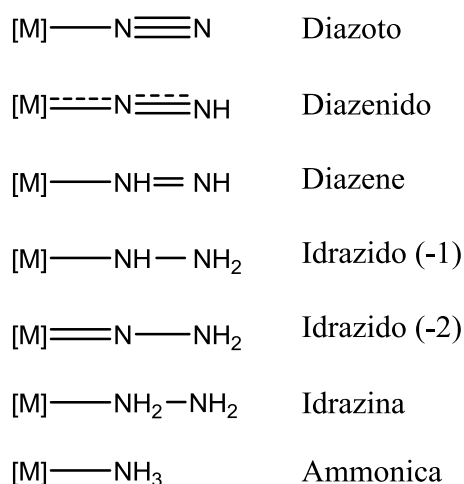 [M] N N Diazoto
[M] N NH Diazenido
[M] NH NH Diazene
[M] NH NH₂ Idrazido (-1)
[M] N NH₂ Idrazido (-2)
[M] NH₂ NH₂ Idrazina
[M] NH₃ Ammonica